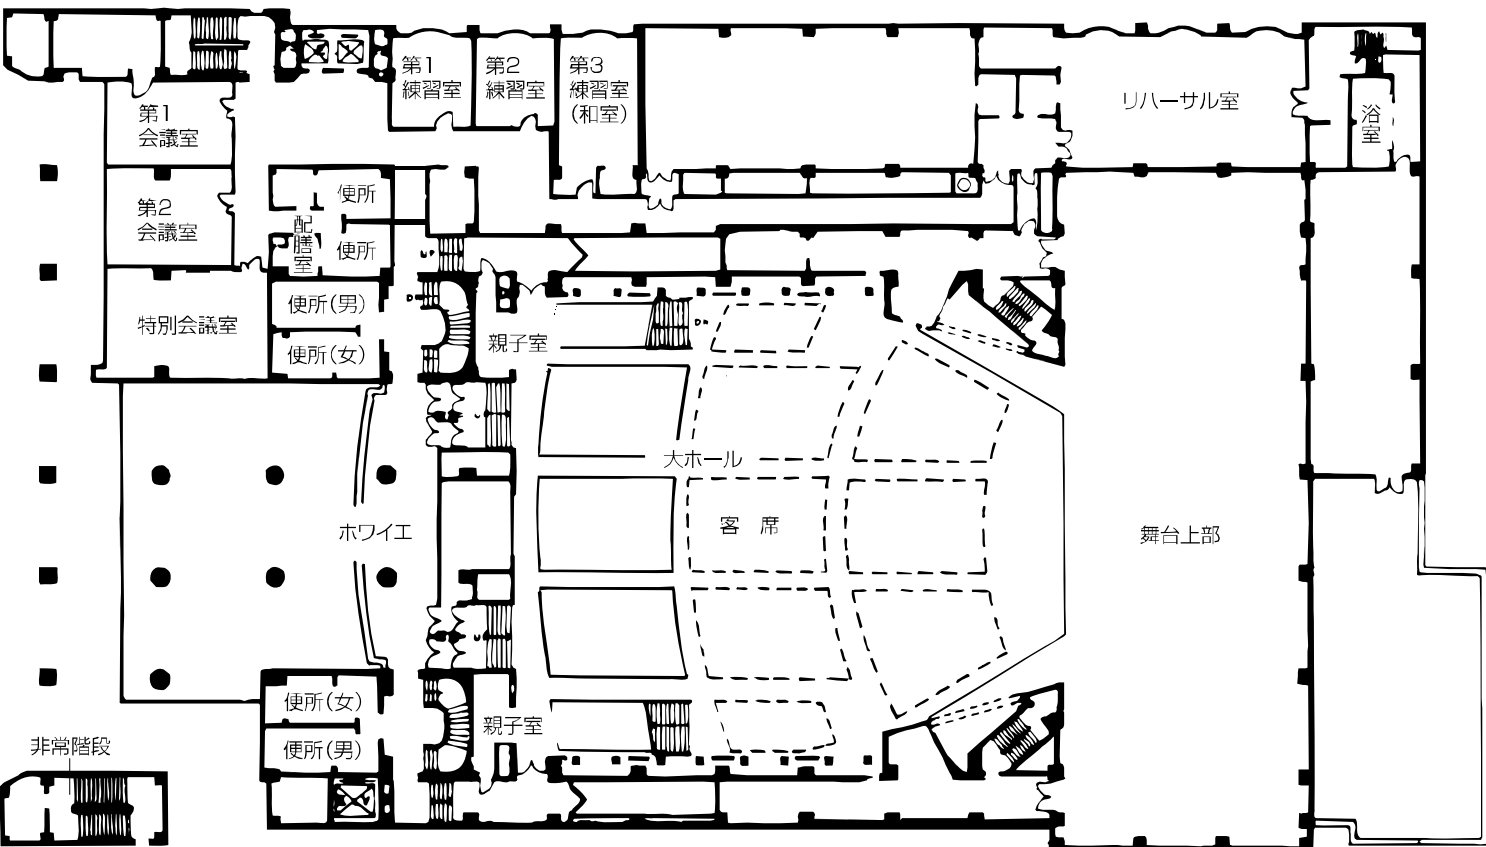 第1
練習室
第2
練習室
第3
練習室
(和室)
リハーサル室
浴
室
第1
会議室
第2
会議室
便所
配
膳
室
便所
特別会議室
便所(男)
便所(女)
親子室
大ホール
客 席
ホワイエ
舞台上部
便所(女)
便所(男)
親子室
非常階段